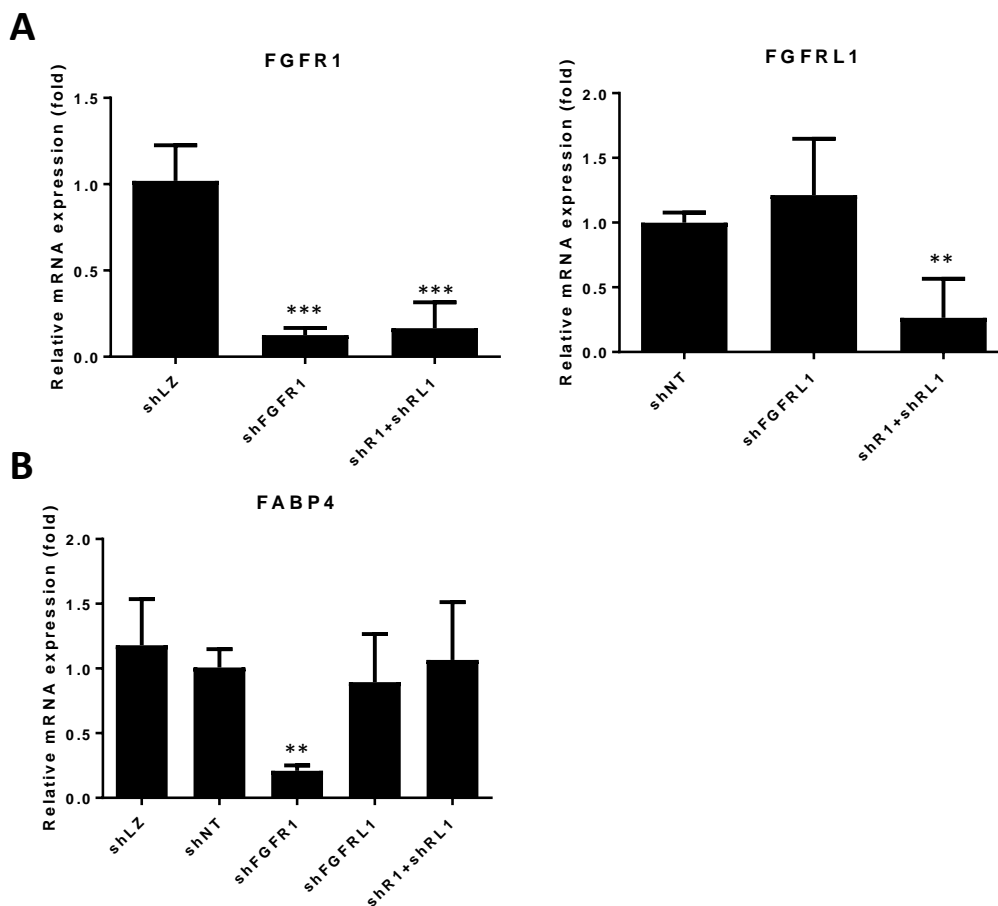 A
FGFR1
Relative mRNA expression (fold)
1.5
1.0
0.5
0.0
***
***
shLZ
shFGFR1
shR1+shRL1
FGFRL1
Relative mRNA expression (fold)
2.0
1.5
1.0
0.5
0.0
**
shNT
shFGFRL1
shR1+shRL1
B
FABP4
Relative mRNA expression (fold)
2.0
1.5
1.0
0.5
0.0
**
shLZ
shNT
shFGFR1
shFGFRL1
shR1+shRL1